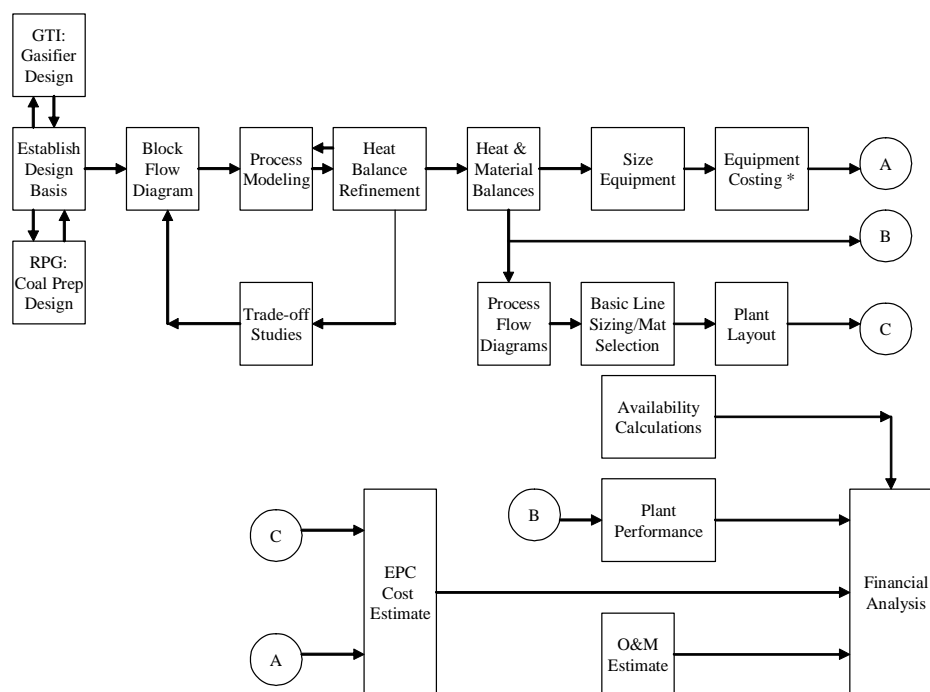 GTI:
Gasifier
Design
Establish
Design
Basis
RPG:
Coal Prep
Design
Block
Flow
Diagram
Process
Modeling
Heat
Balance
Refinement
Trade-off
Studies
Heat &
Material
Balances
Size
Equipment
Equipment
Costing *
A
B
Process
Flow
Diagrams
Basic Line
Sizing/Mat
Selection
Plant
Layout
C
Availability
Calculations
B
Plant
Performance
C
A
EPC
Cost
Estimate
O&M
Estimate
Financial
Analysis